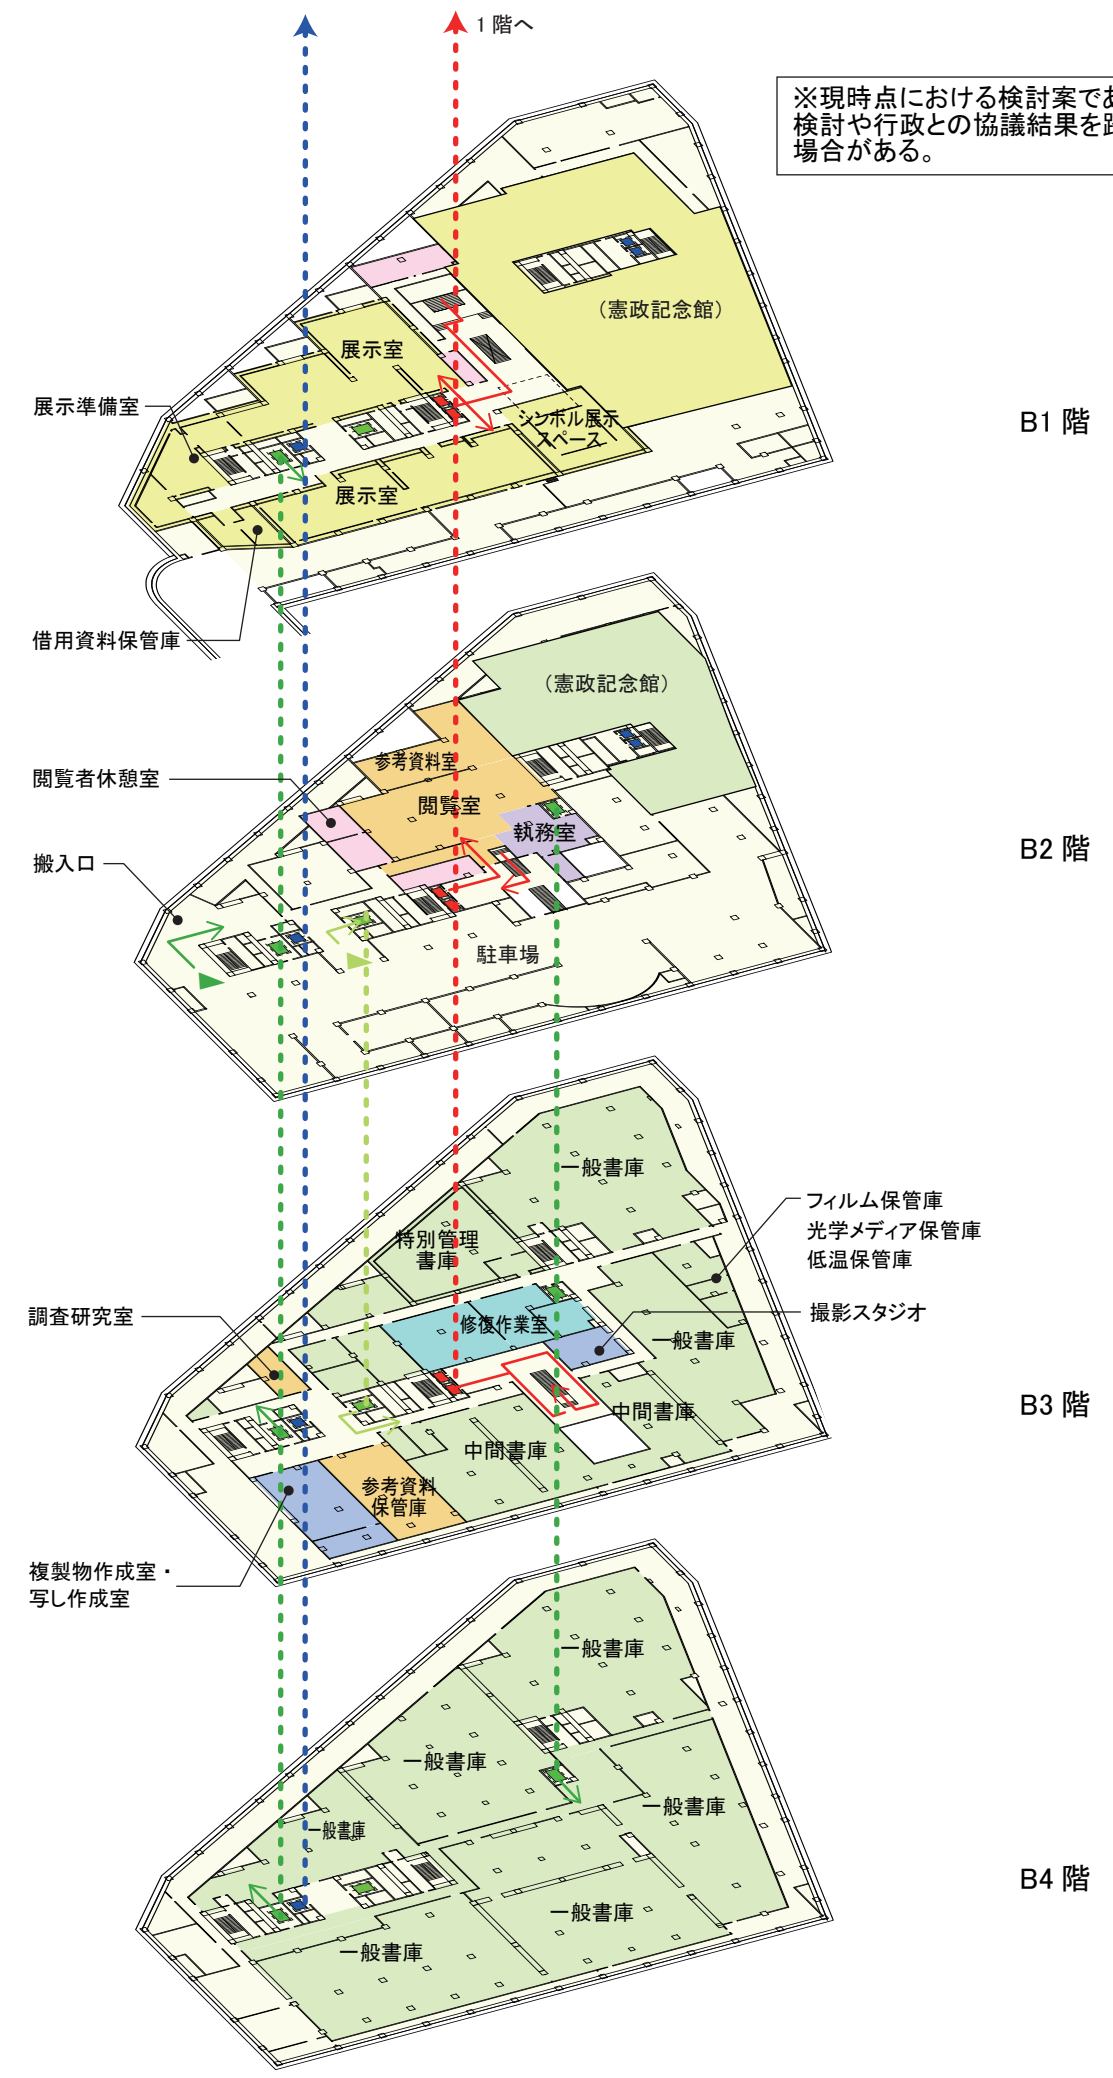 1階へ
※現時点における検討案であ
検討や行政との協議結果を踏
場合がある。
(憲政記念館)
展示室
展示準備室
シンボル展示
スペース
B1階
展示室
借用資料保管庫
(憲政記念館)
参考資料室
閲覧者休憩室
閲覧室
執務室
B2階
搬入口
駐車場
一般書庫
フィルム保管庫
光学メディア保管庫
低温保管庫
特別管理
書庫
調査研究室
修復作業室
撮影スタジオ
一般書庫
B3階
中間書庫
中間書庫
参考資料
保管庫
複製物作成室・
写し作成室
一般書庫
一般書庫
一般書庫
一般書庫
B4階
一般書庫
一般書庫